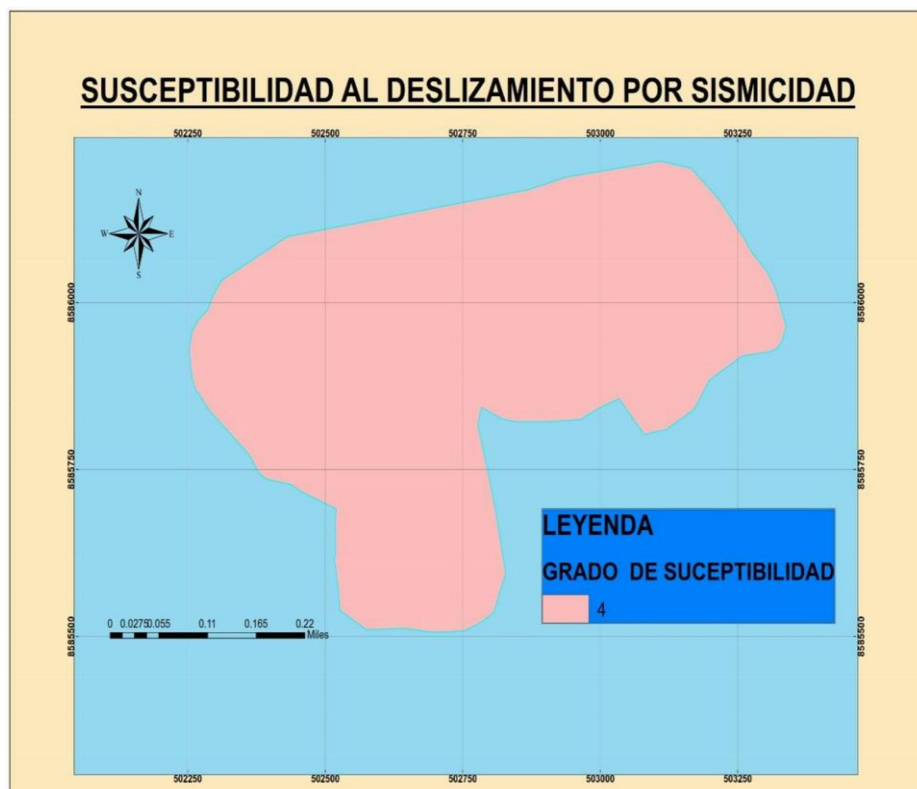 SUSCEPTIBILIDAD AL DESLIZAMIENTO POR SISMICIDAD
502250 502500 502750 503000 503250
N
W E
S
8586000 8586000
8585750 8585750
LEYENDA
GRADO DE SUCEPTIBILIDAD
4
0 0.0275 0.055 0.11 0.165 0.22
Miles
8585500 8585500
502250 502500 502750 503000 503250